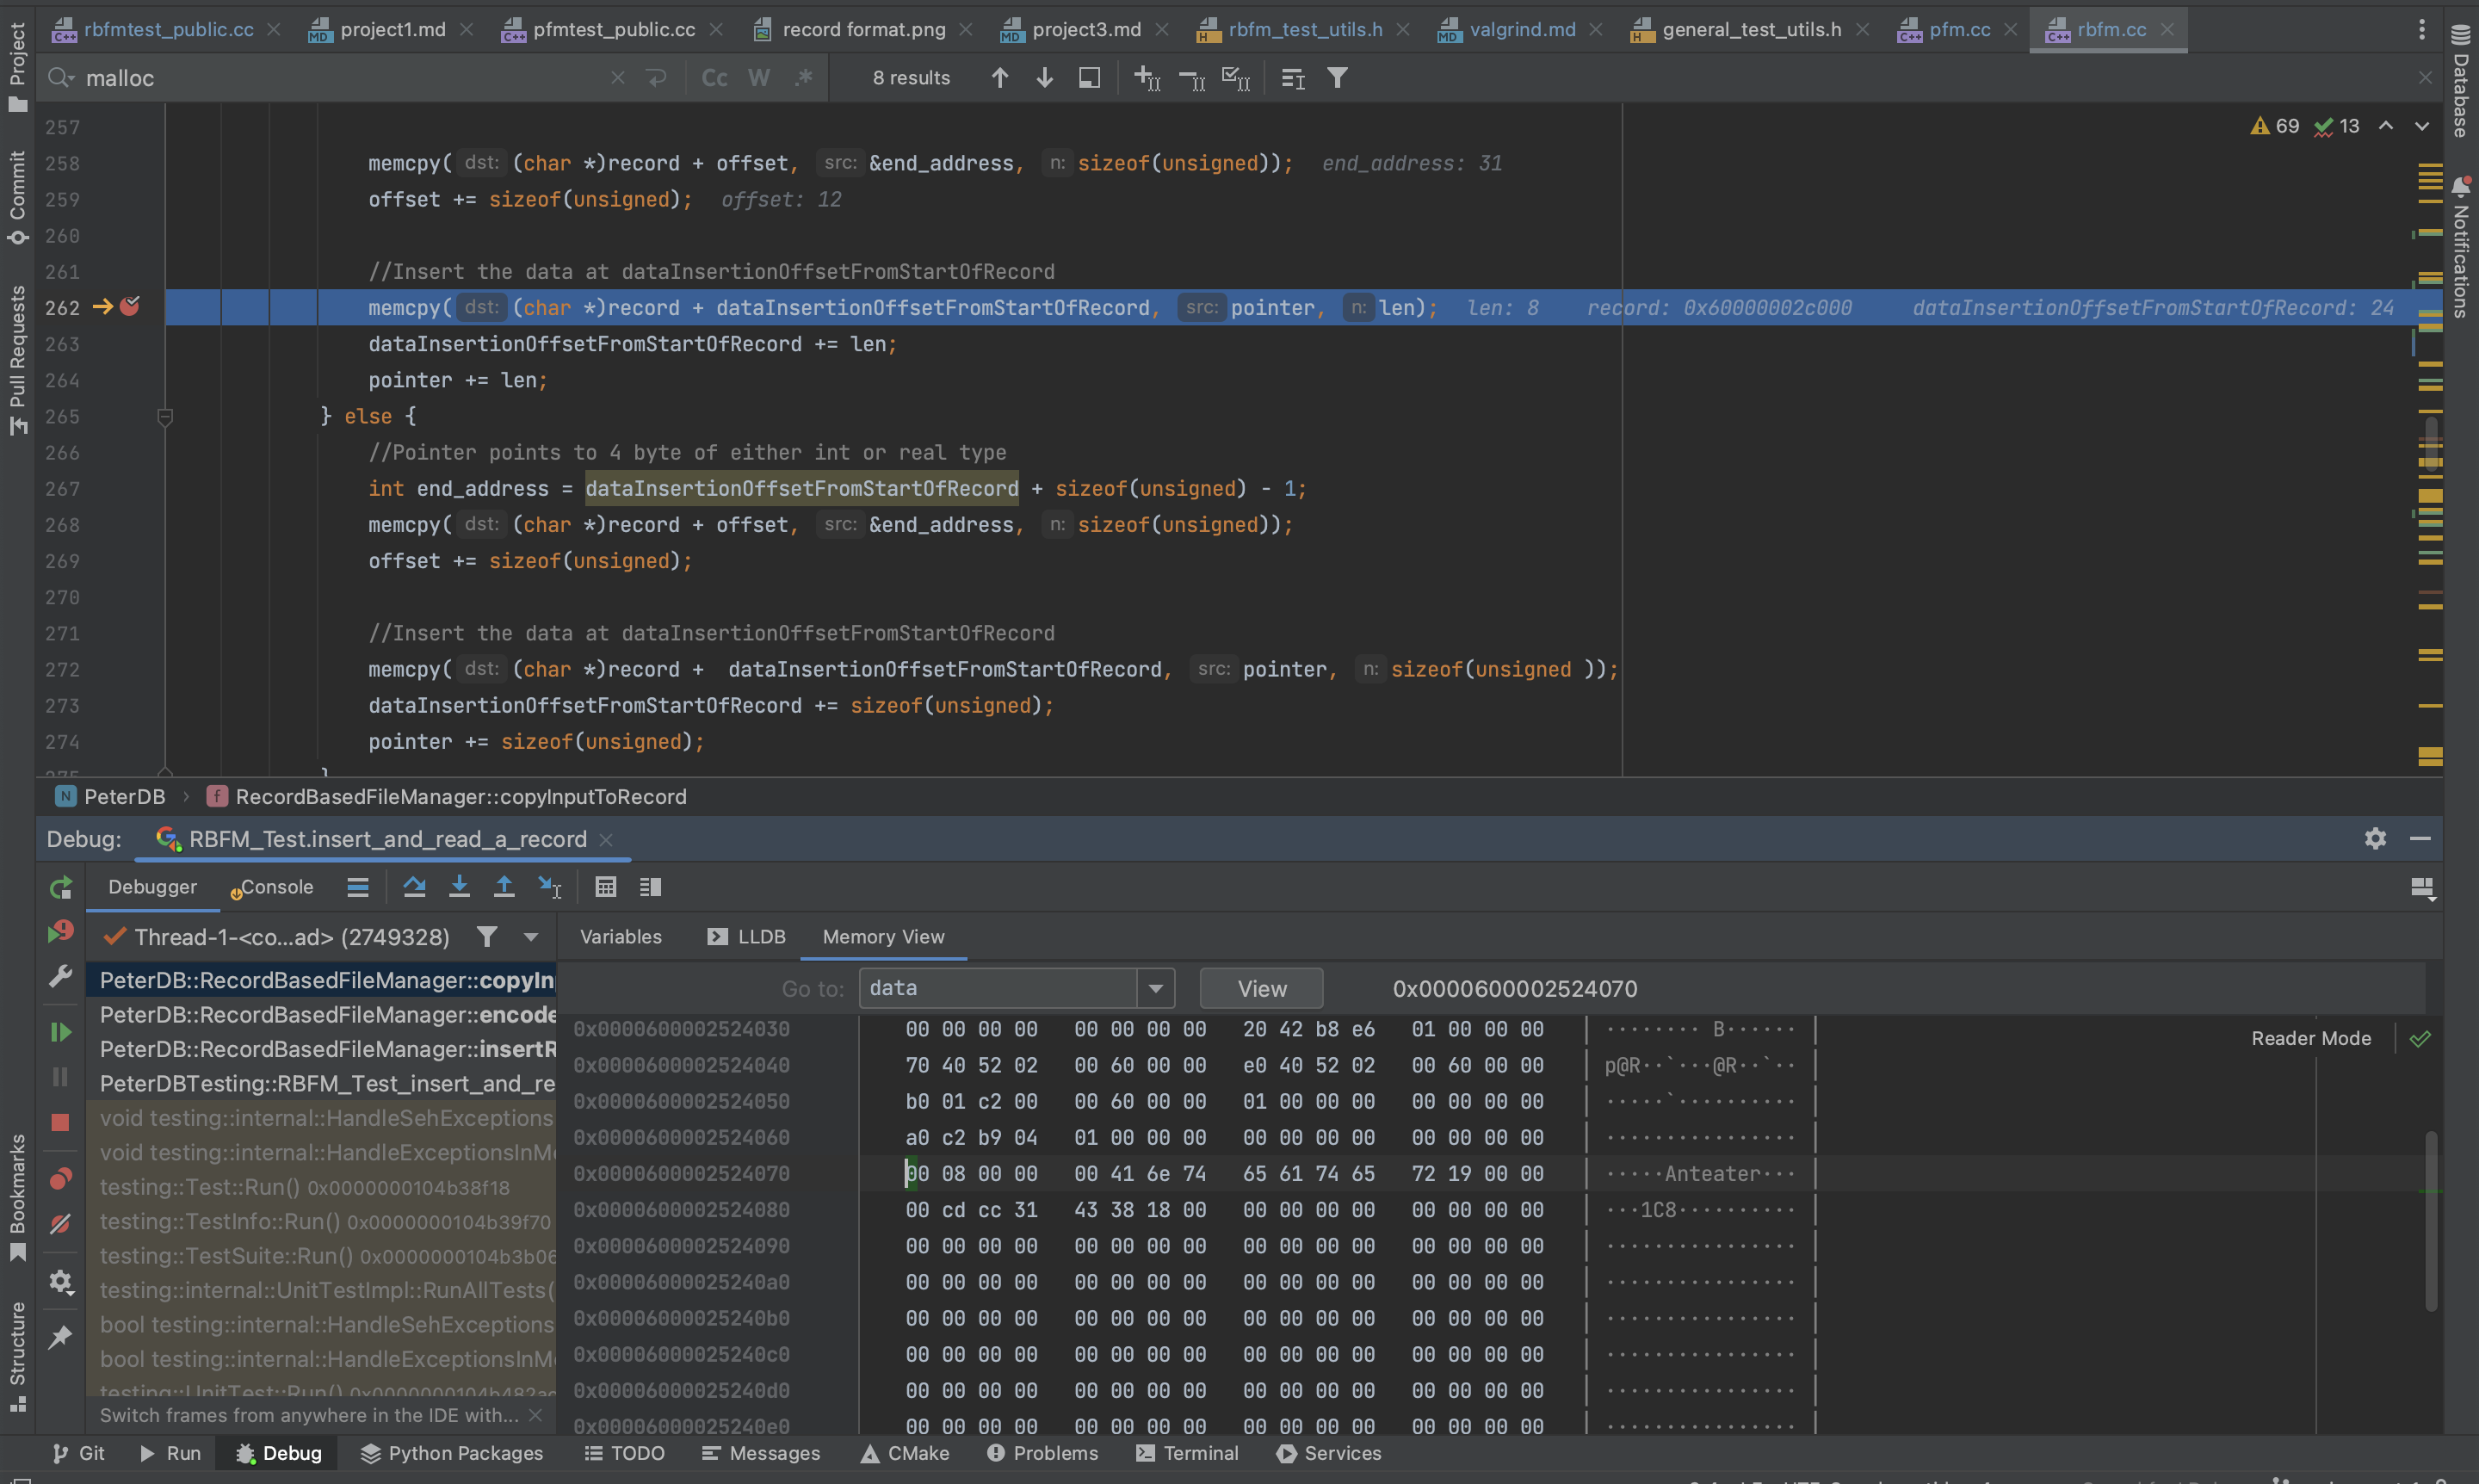 rbfmtest_public.cc project1.md pfmtest_public.cc record format.png project3.md rbfm_test_utils.h valgrind.md general_test_utils.h pfm.cc rbfm.cc
malloc Cc W .* 8 results
69 13
257
258 memcpy( dst: (char *)record + offset, src: &end_address, n: sizeof(unsigned)); end_address: 31
259 offset += sizeof(unsigned); offset: 12
260
261 //Insert the data at dataInsertionOffsetFromStartOfRecord
262 memcpy( dst: (char *)record + dataInsertionOffsetFromStartOfRecord, src: pointer, n: len); len: 8 record: 0x60000002c000 dataInsertionOffsetFromStartOfRecord: 24
263 dataInsertionOffsetFromStartOfRecord += len;
264 pointer += len;
265 } else {
266 //Pointer points to 4 byte of either int or real type
267 int end_address = dataInsertionOffsetFromStartOfRecord + sizeof(unsigned) - 1;
268 memcpy( dst: (char *)record + offset, src: &end_address, n: sizeof(unsigned));
269 offset += sizeof(unsigned);
270
271 //Insert the data at dataInsertionOffsetFromStartOfRecord
272 memcpy( dst: (char *)record +  dataInsertionOffsetFromStartOfRecord, src: pointer, n: sizeof(unsigned ));
273 dataInsertionOffsetFromStartOfRecord += sizeof(unsigned);
274 pointer += sizeof(unsigned);
275 }
PeterDB › RecordBasedFileManager::copyInputToRecord
Debug: RBFM_Test.insert_and_read_a_record
Debugger Console
Thread-1-<co...ad> (2749328)
Variables LLDB Memory View
Go to: data View 0x0000600002524070
Reader Mode
PeterDB::RecordBasedFileManager::copyIn
PeterDB::RecordBasedFileManager::encode
PeterDB::RecordBasedFileManager::insertR
PeterDBTesting::RBFM_Test_insert_and_re
void testing::internal::HandleSehExceptions
void testing::internal::HandleExceptionsInMe
testing::Test::Run() 0x0000000104b38f18
testing::TestInfo::Run() 0x0000000104b39f70
testing::TestSuite::Run() 0x0000000104b3b06
testing::internal::UnitTestImpl::RunAllTests(
bool testing::internal::HandleSehExceptions
bool testing::internal::HandleExceptionsInMe
testing::UnitTest::Run() 0x0000000104b482ac
Switch frames from anywhere in the IDE with...
0x0000600002524030 00 00 00 00 00 00 00 00 20 42 b8 e6 01 00 00 00 | ········ B······ |
0x0000600002524040 70 40 52 02 00 60 00 00 e0 40 52 02 00 60 00 00 | p@R··`···@R··`·· |
0x0000600002524050 b0 01 c2 00 00 60 00 00 01 00 00 00 00 00 00 00 | ·····`·········· |
0x0000600002524060 a0 c2 b9 04 01 00 00 00 00 00 00 00 00 00 00 00 | ················ |
0x0000600002524070 00 08 00 00 00 41 6e 74 65 61 74 65 72 19 00 00 | ·····Anteater··· |
0x0000600002524080 00 cd cc 31 43 38 18 00 00 00 00 00 00 00 00 00 | ···1C8·········· |
0x0000600002524090 00 00 00 00 00 00 00 00 00 00 00 00 00 00 00 00 | ················ |
0x00006000025240a0 00 00 00 00 00 00 00 00 00 00 00 00 00 00 00 00 | ················ |
0x00006000025240b0 00 00 00 00 00 00 00 00 00 00 00 00 00 00 00 00 | ················ |
0x00006000025240c0 00 00 00 00 00 00 00 00 00 00 00 00 00 00 00 00 | ················ |
0x00006000025240d0 00 00 00 00 00 00 00 00 00 00 00 00 00 00 00 00 | ················ |
0x00006000025240e0 00 00 00 00 00 00 00 00 00 00 00 00 00 00 00 00 | ················ |
Git Run Debug Python Packages TODO Messages CMake Problems Terminal Services
Project
Commit
Pull Requests
Bookmarks
Structure
Database
Notifications